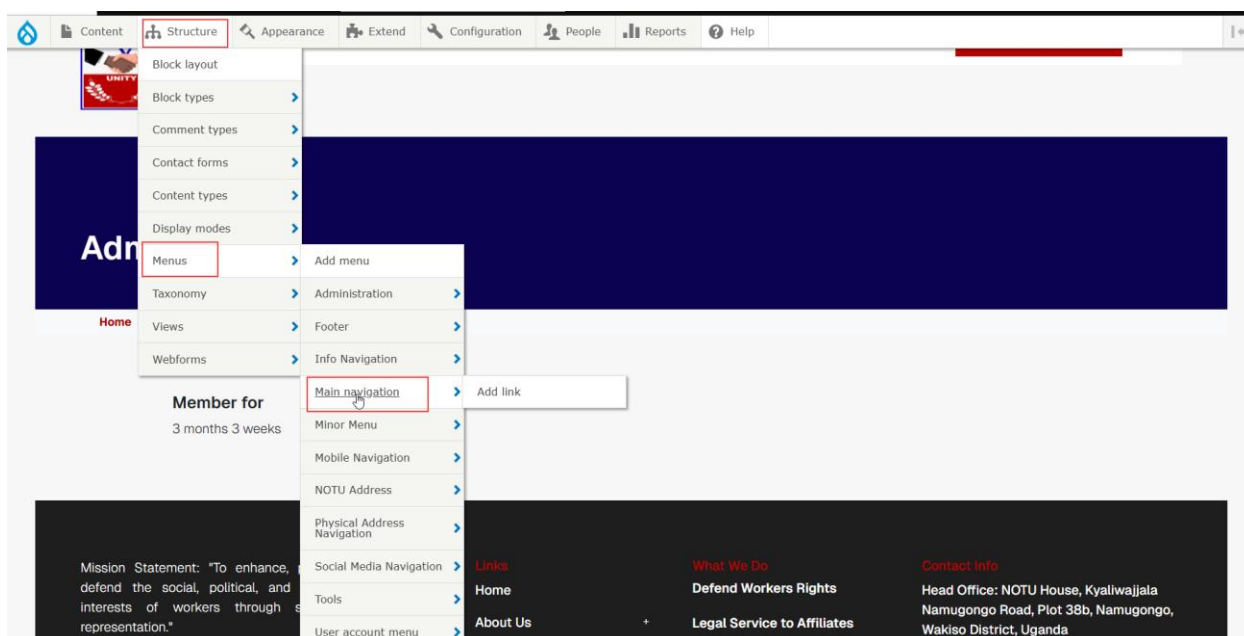 Content Structure Appearance Extend Configuration People Reports Help
UNITY
Block layout
Block types
Comment types
Contact forms
Content types
Display modes
Menus
Taxonomy
Views
Webforms
Add menu
Administration
Footer
Info Navigation
Main navigation
Minor Menu
Mobile Navigation
NOTU Address
Physical Address
Navigation
Social Media Navigation
Tools
User account menu
Add link
Adm
Home
Member for
3 months 3 weeks
Mission Statement: "To enhance,
defend the social, political, and
interests of workers through
representation."
Links
Home
About Us +
What We Do
Defend Workers Rights
Legal Service to Affiliates
Contact Info
Head Office: NOTU House, Kyaliwajjala
Namugongo Road, Plot 38b, Namugongo,
Wakiso District, Uganda